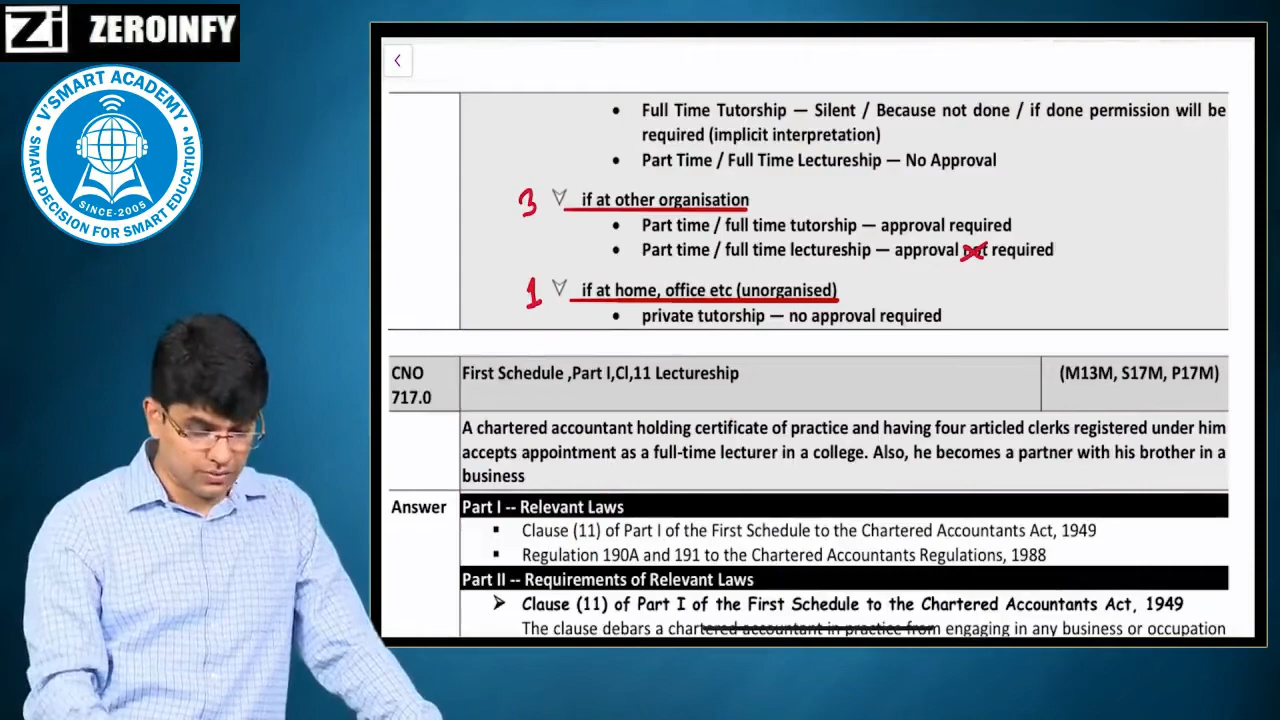 Zi ZEROINFY
V'SMART ACADEMY
SINCE-2005
SMART DECISION FOR SMART EDUCATION
<
• Full Time Tutorship — Silent / Because not done / if done permission will be
required (implicit interpretation)
• Part Time / Full Time Lectureship — No Approval
3 if at other organisation
• Part time / full time tutorship — approval required
• Part time / full time lectureship — approval not required
1 if at home, office etc (unorganised)
• private tutorship — no approval required
CNO
717.0
First Schedule ,Part I,Cl,11 Lectureship
(M13M, S17M, P17M)
A chartered accountant holding certificate of practice and having four articled clerks registered under him
accepts appointment as a full-time lecturer in a college. Also, he becomes a partner with his brother in a
business
Answer
Part I -- Relevant Laws
▪ Clause (11) of Part I of the First Schedule to the Chartered Accountants Act, 1949
▪ Regulation 190A and 191 to the Chartered Accountants Regulations, 1988
Part II -- Requirements of Relevant Laws
➤ Clause (11) of Part I of the First Schedule to the Chartered Accountants Act, 1949
The clause debars a chartered accountant in practice from engaging in any business or occupation